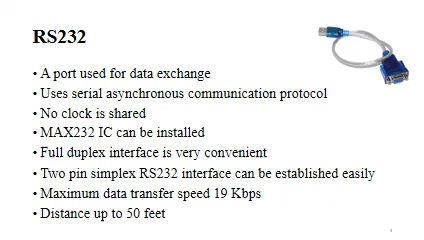 RS232
• A port used for data exchange
• Uses serial asynchronous communication protocol
• No clock is shared
• MAX232 IC can be installed
• Full duplex interface is very convenient
• Two pin simplex RS232 interface can be established easily
• Maximum data transfer speed 19 Kbps
• Distance up to 50 feet